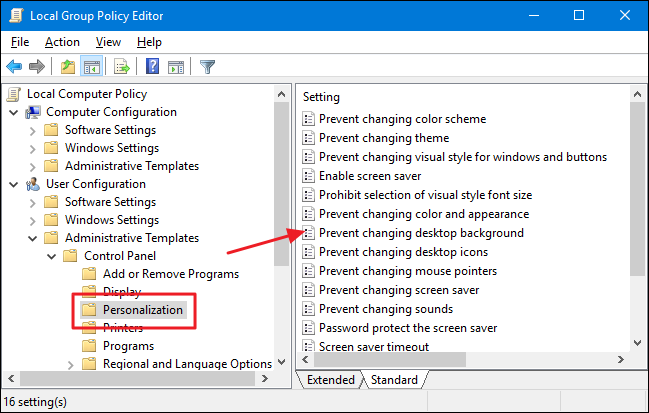 Local Group Policy Editor
File Action View Help
Local Computer Policy
Computer Configuration
Software Settings
Windows Settings
Administrative Templates
User Configuration
Software Settings
Windows Settings
Administrative Templates
Control Panel
Add or Remove Programs
Display
Personalization
Printers
Programs
Regional and Language Options
Setting
Prevent changing color scheme
Prevent changing theme
Prevent changing visual style for windows and buttons
Enable screen saver
Prohibit selection of visual style font size
Prevent changing color and appearance
Prevent changing desktop background
Prevent changing desktop icons
Prevent changing mouse pointers
Prevent changing screen saver
Prevent changing sounds
Password protect the screen saver
Screen saver timeout
Extended Standard
16 setting(s)